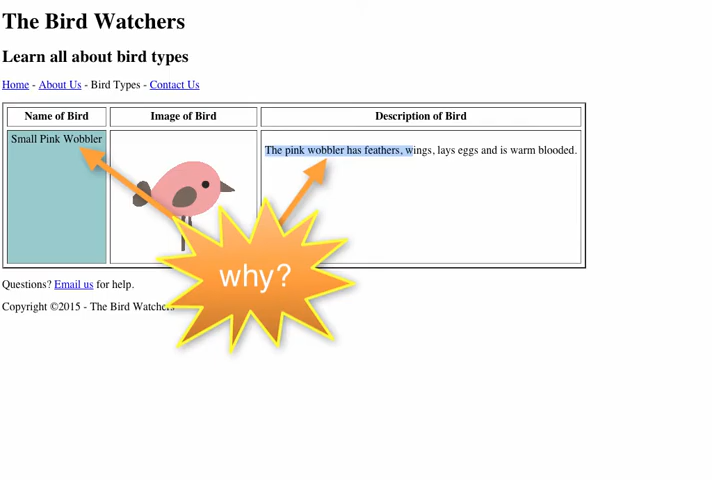 The Bird Watchers
Learn all about bird types
Home - About Us - Bird Types - Contact Us
Name of Bird Image of Bird Description of Bird
Small Pink Wobbler
The pink wobbler has feathers, wings, lays eggs and is warm blooded.
why?
Questions? Email us for help.
Copyright ©2015 - The Bird Watchers